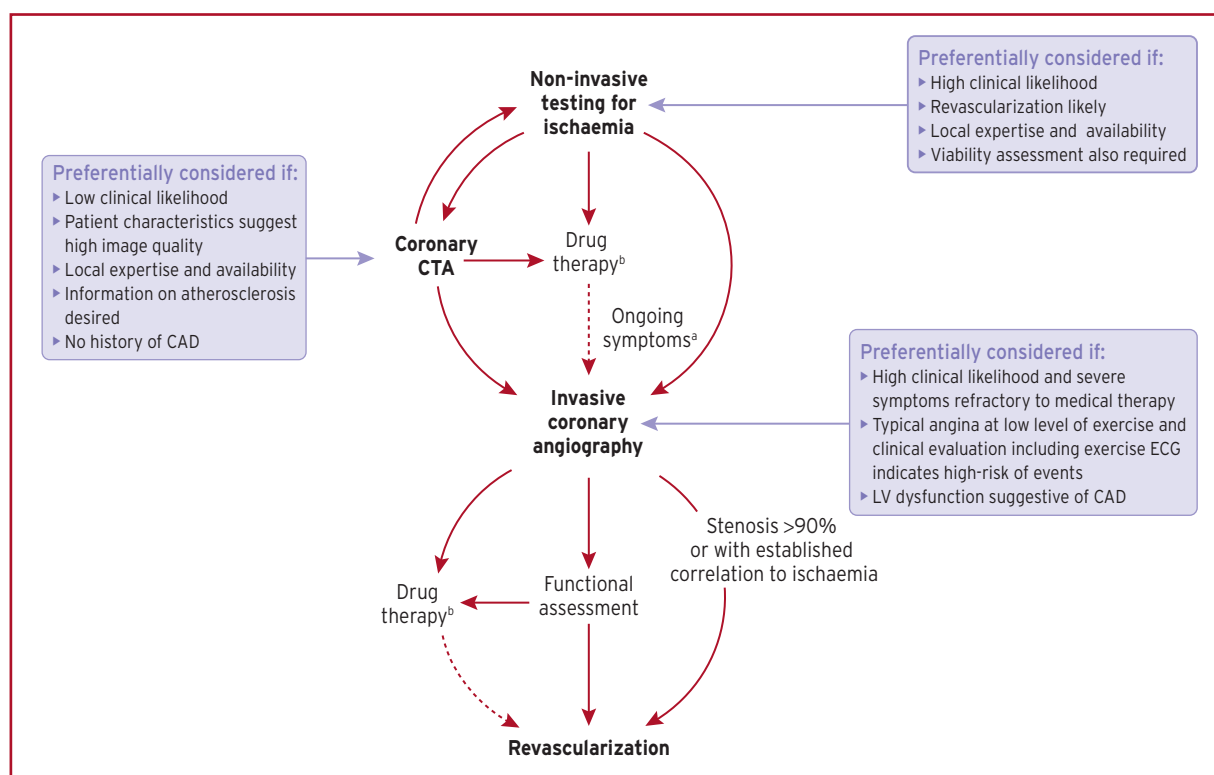 Preferentially considered if:
▸ High clinical likelihood
▸ Revascularization likely
▸ Local expertise and availability
▸ Viability assessment also required
Non-invasive
testing for
ischaemia
Preferentially considered if:
▸ Low clinical likelihood
▸ Patient characteristics suggest
high image quality
▸ Local expertise and availability
▸ Information on atherosclerosis
desired
▸ No history of CAD
Coronary
CTA
Drug
therapyᵇ
Ongoing
symptomsᵃ
Preferentially considered if:
▸ High clinical likelihood and severe
symptoms refractory to medical therapy
▸ Typical angina at low level of exercise and
clinical evaluation including exercise ECG
indicates high-risk of events
▸ LV dysfunction suggestive of CAD
Invasive
coronary
angiography
Stenosis >90%
or with established
correlation to ischaemia
Drug
therapyᵇ
Functional
assessment
Revascularization